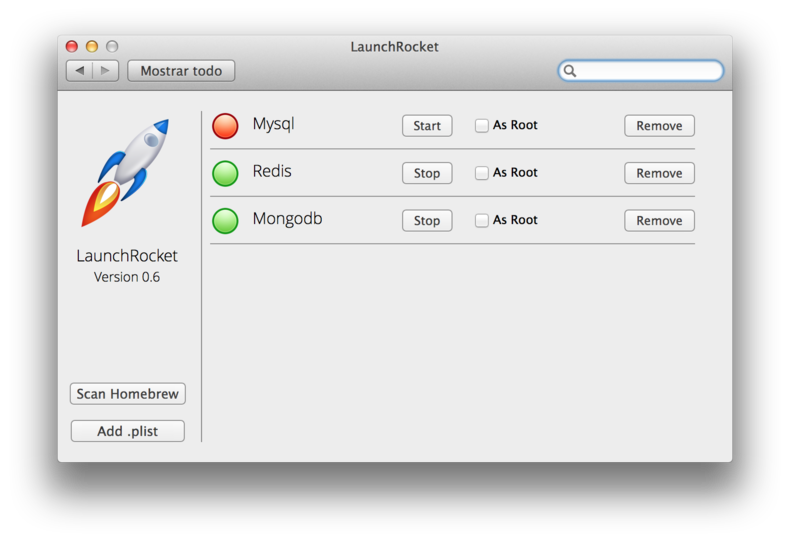 LaunchRocket
Mostrar todo
Mysql Start As Root Remove
Redis Stop As Root Remove
Mongodb Stop As Root Remove
LaunchRocket
Version 0.6
Scan Homebrew
Add .plist